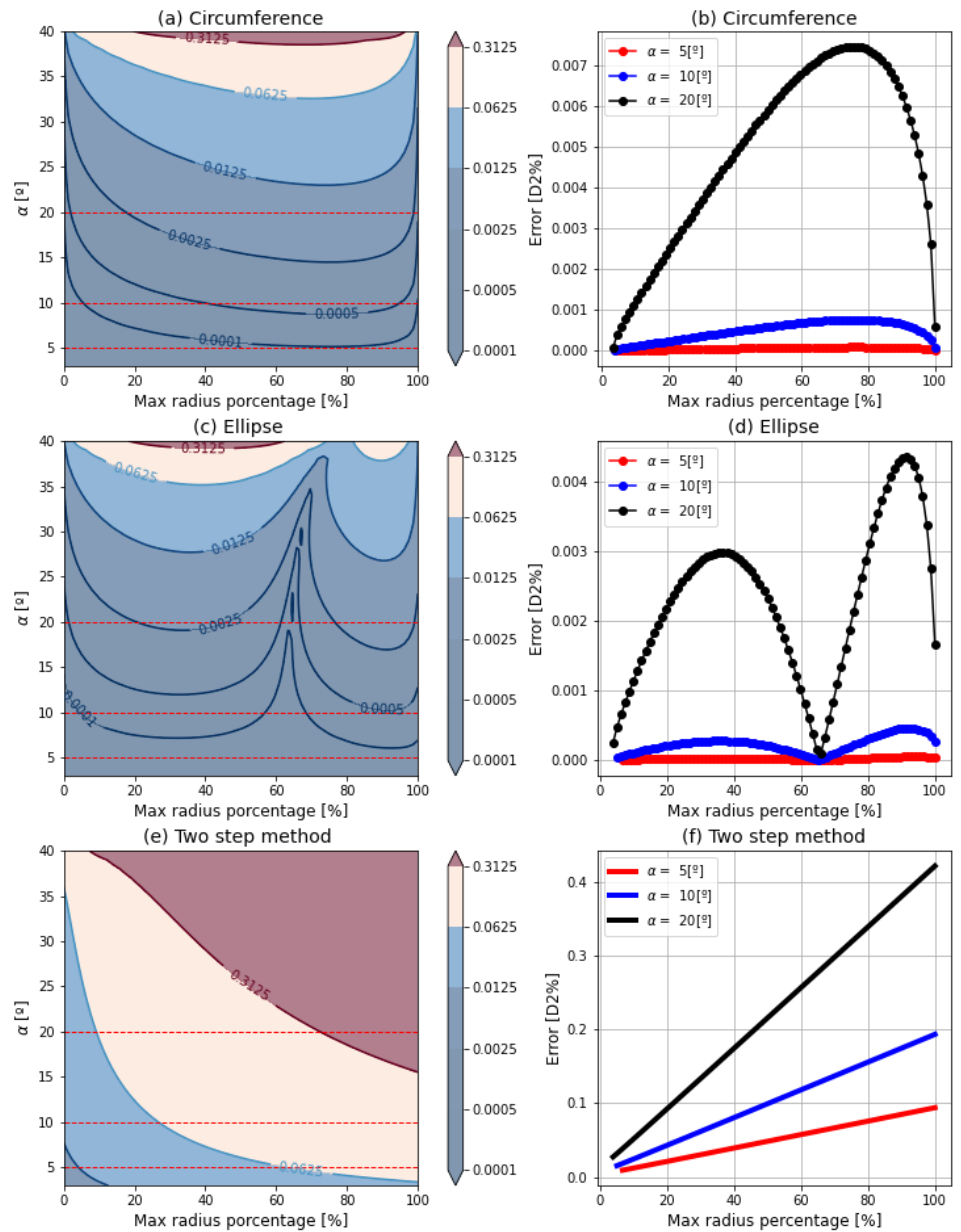 (a) Circumference
40
35
30
25
20
15
10
5
α [º]
0 20 40 60 80 100
Max radius porcentage [%]
0.3125
0.0625
0.0125
0.0025
0.0005
0.0001
0.3125
0.0625
0.0125
0.0025
0.0005
0.0001
(b) Circumference
α = 5[º]
α = 10[º]
α = 20[º]
0.007
0.006
0.005
0.004
0.003
0.002
0.001
0.000
Error [D2%]
0 20 40 60 80 100
Max radius percentage [%]
(c) Ellipse
40
35
30
25
20
15
10
5
α [º]
0 20 40 60 80 100
Max radius porcentage [%]
0.3125
0.0625
0.0125
0.0025
0.0001
0.0005
0.3125
0.0625
0.0125
0.0025
0.0005
0.0001
(d) Ellipse
α = 5[º]
α = 10[º]
α = 20[º]
0.004
0.003
0.002
0.001
0.000
Error [D2%]
0 20 40 60 80 100
Max radius percentage [%]
(e) Two step method
40
35
30
25
20
15
10
5
α [º]
0 20 40 60 80 100
Max radius porcentage [%]
0.3125
0.0625
0.3125
0.0625
0.0125
0.0025
0.0005
0.0001
(f) Two step method
α = 5[º]
α = 10[º]
α = 20[º]
0.4
0.3
0.2
0.1
0.0
Error [D2%]
0 20 40 60 80 100
Max radius porcentage [%]